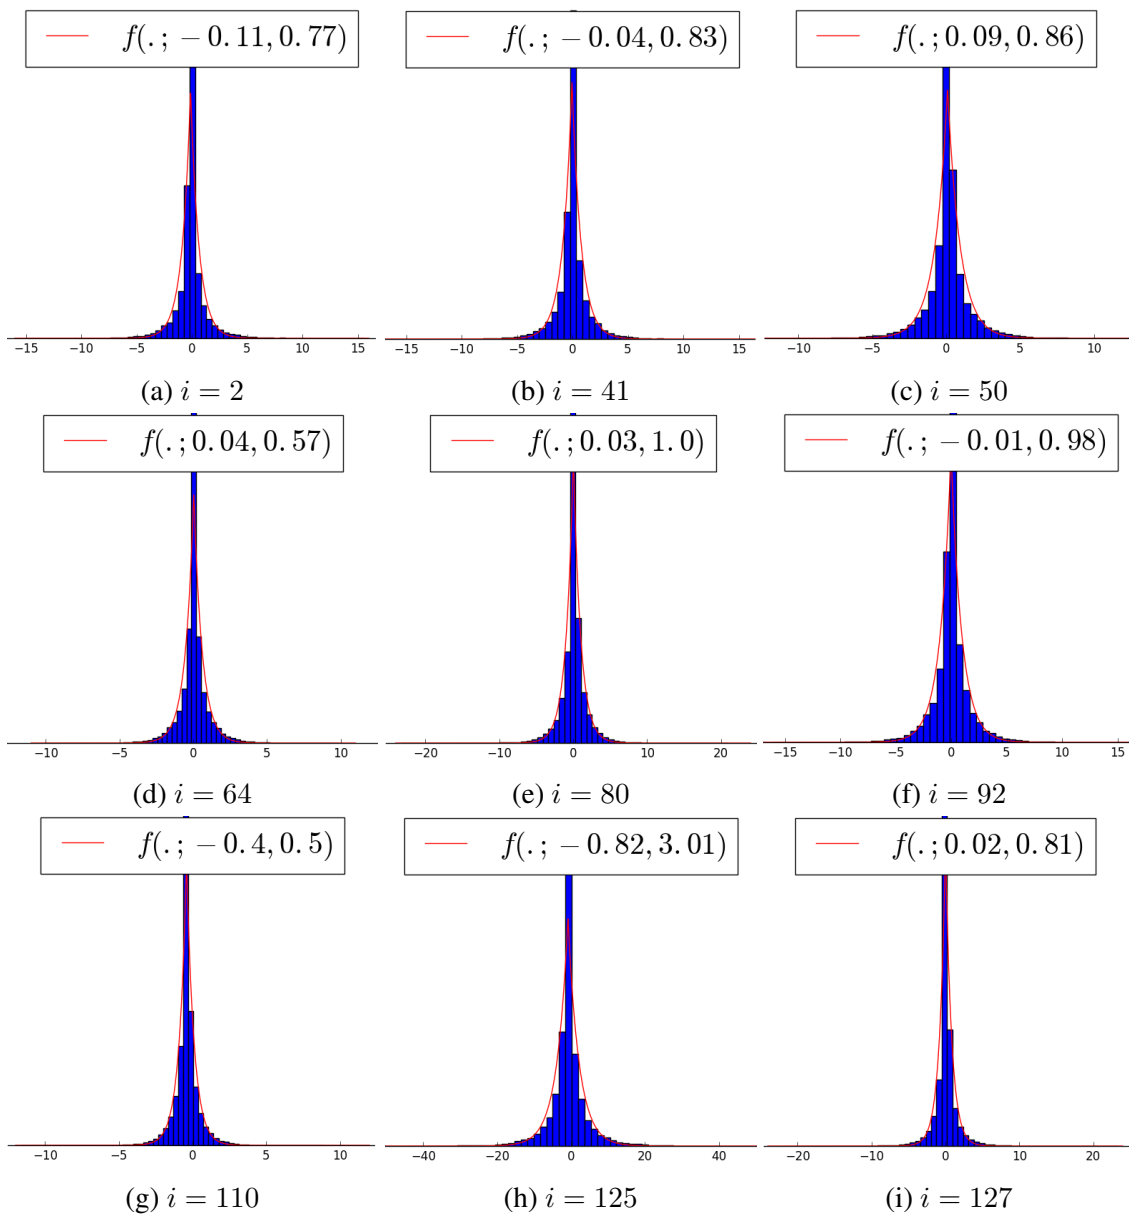 f(.; −0.11, 0.77)
f(.; −0.04, 0.83)
f(.; 0.09, 0.86)
−15 −10 −5 0 5 10 15
−15 −10 −5 0 5 10 15
−10 −5 0 5 10
(a) i = 2
(b) i = 41
(c) i = 50
f(.; 0.04, 0.57)
f(.; 0.03, 1.0)
f(.; −0.01, 0.98)
−10 −5 0 5 10
−20 −10 0 10 20
−15 −10 −5 0 5 10 15
(d) i = 64
(e) i = 80
(f) i = 92
f(.; −0.4, 0.5)
f(.; −0.82, 3.01)
f(.; 0.02, 0.81)
−10 −5 0 5 10
−40 −20 0 20 40
−20 −10 0 10 20
(g) i = 110
(h) i = 125
(i) i = 127